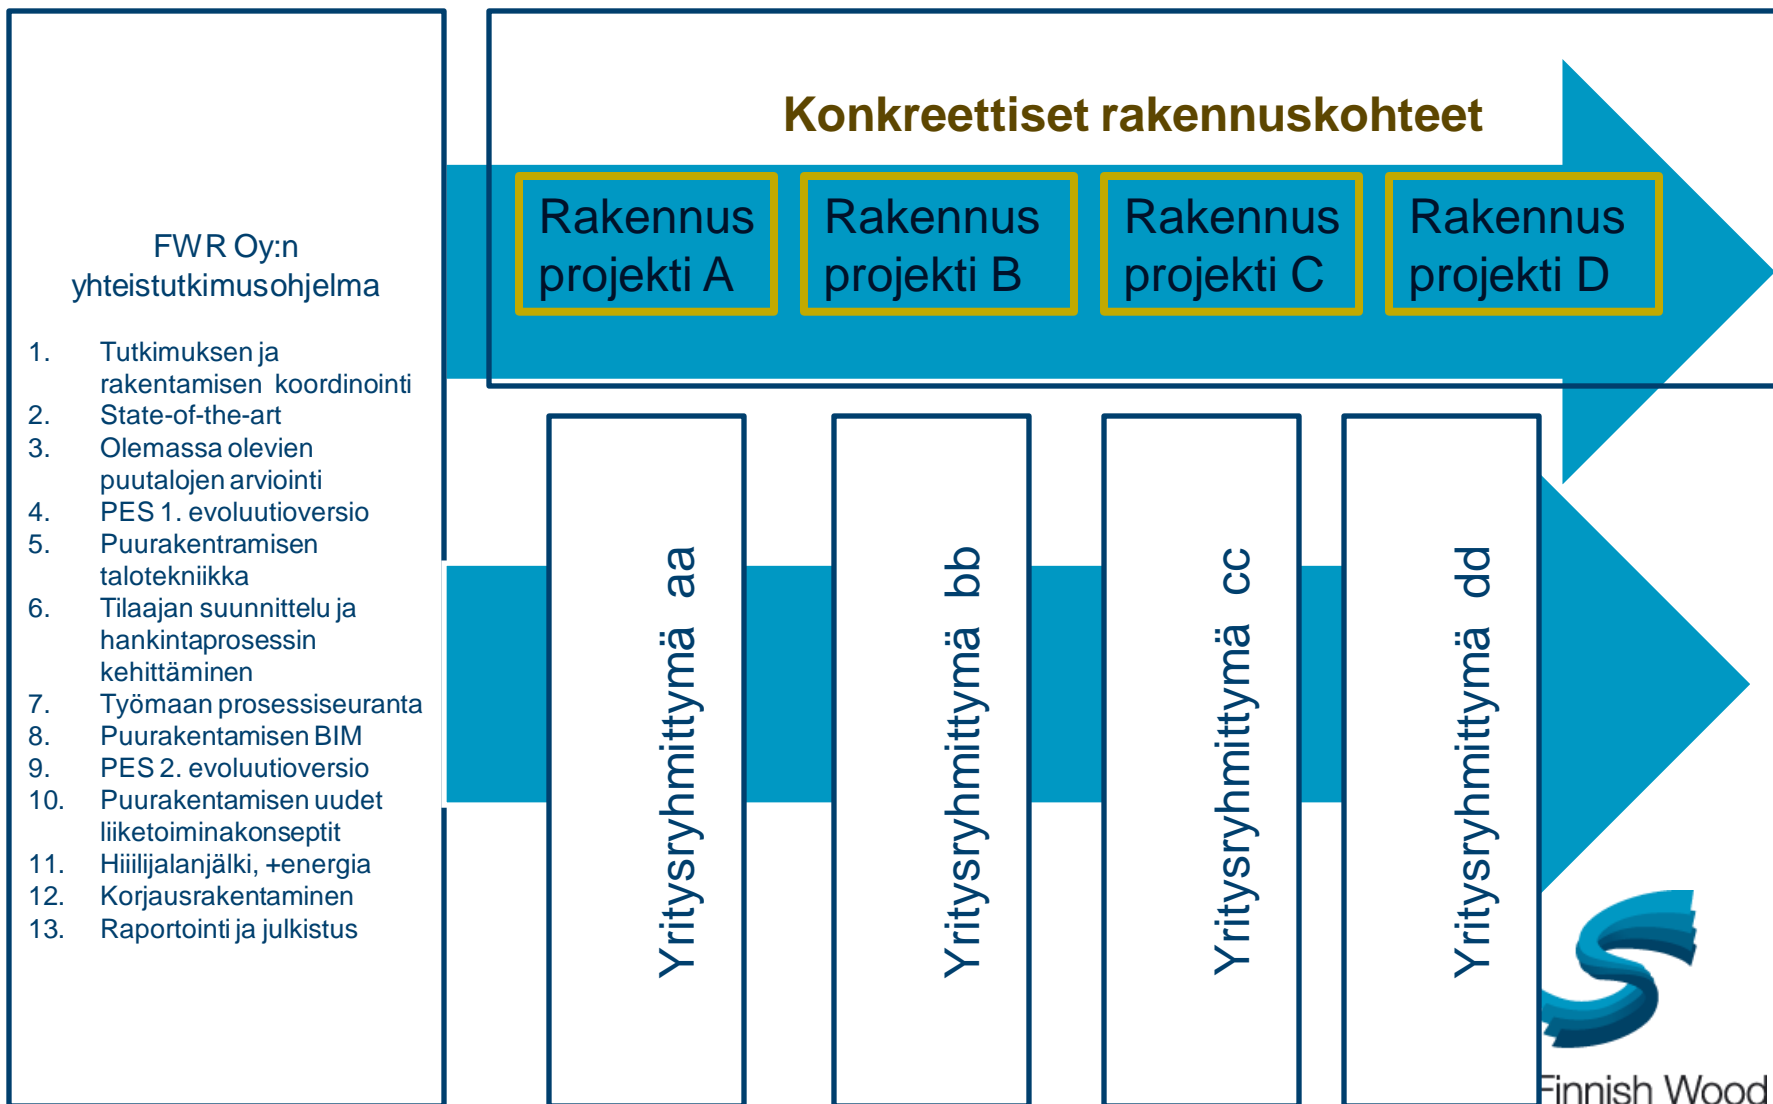 FWR Oy:n
yhteistutkimusohjelma
1. Tutkimuksen ja
rakentamisen koordinointi
2. State-of-the-art
3. Olemassa olevien
puutalojen arviointi
4. PES 1. evoluutioversio
5. Puurakentramisen
talotekniikka
6. Tilaajan suunnittelu ja
hankintaprosessin
kehittäminen
7. Työmaan prosessiseuranta
8. Puurakentamisen BIM
9. PES 2. evoluutioversio
10. Puurakentamisen uudet
liiketoiminakonseptit
11. Hiiilijalanjälki, +energia
12. Korjausrakentaminen
13. Raportointi ja julkistus
Konkreettiset rakennuskohteet
Rakennus
projekti A
Rakennus
projekti B
Rakennus
projekti C
Rakennus
projekti D
Yritysryhmittymä aa
Yritysryhmittymä bb
Yritysryhmittymä cc
Yritysryhmittymä dd
Finnish Wood